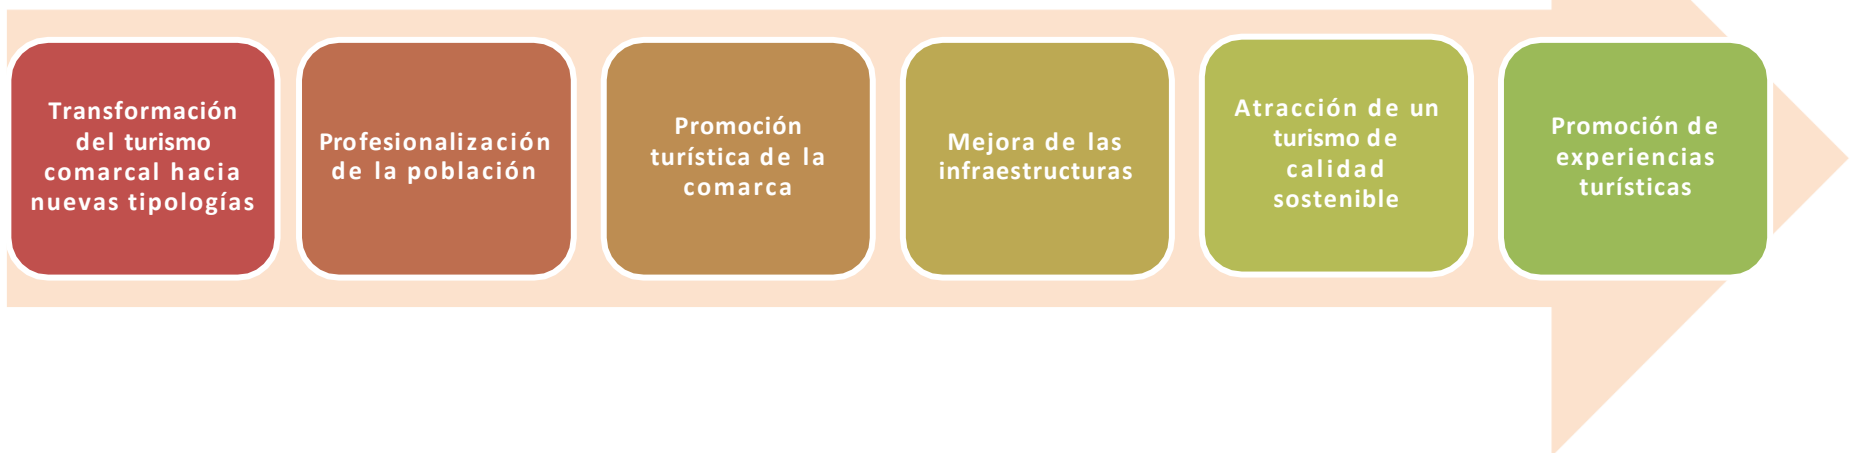 Transformación
del turismo
comarcal hacia
nuevas tipologías
Profesionalización
de la población
Promoción
turística de la
comarca
Mejora de las
infraestructuras
Atracción de un
turismo de
calidad
sostenible
Promoción de
experiencias
turísticas